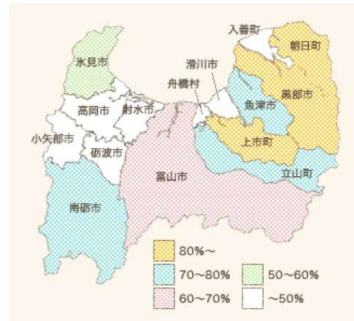 入善町
朝日町
滑川市
氷見市
舟橋村
黒部市
魚津市
高岡市
射水市
小矢部市
上市町
砺波市
立山町
富山市
南砺市
80%～
70～80%
50～60%
60～70%
～50%